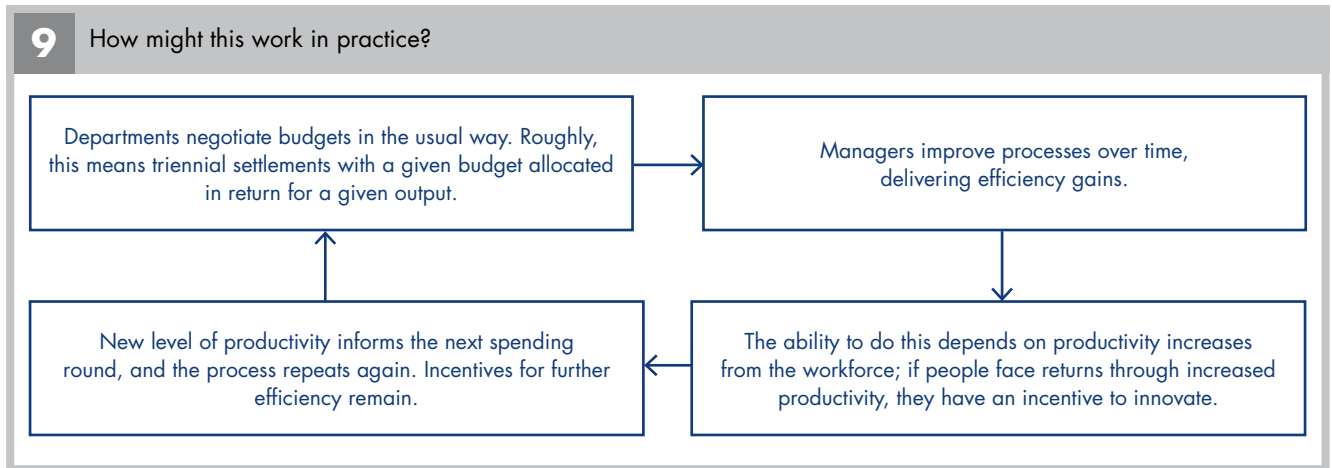 9
How might this work in practice?
Departments negotiate budgets in the usual way. Roughly,
this means triennial settlements with a given budget allocated
in return for a given output.
Managers improve processes over time,
delivering efficiency gains.
The ability to do this depends on productivity increases
from the workforce; if people face returns through increased
productivity, they have an incentive to innovate.
New level of productivity informs the next spending
round, and the process repeats again. Incentives for further
efficiency remain.